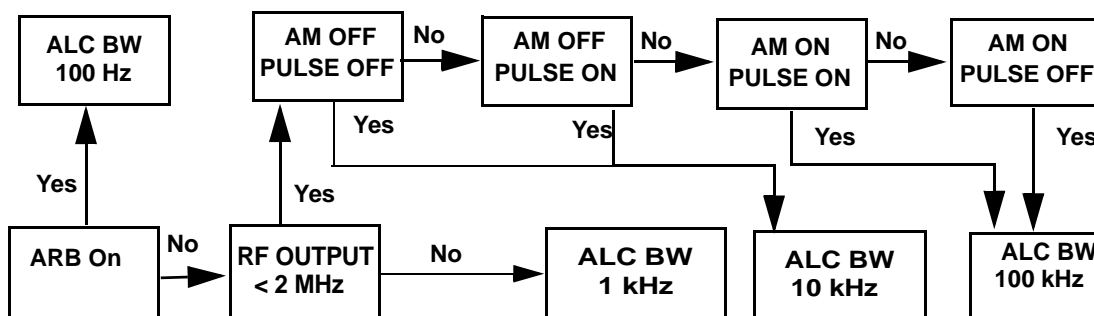 ALC BW
100 Hz
AM OFF
PULSE OFF
No
AM OFF
PULSE ON
No
AM ON
PULSE ON
No
AM ON
PULSE OFF
Yes
Yes
Yes
Yes
Yes
Yes
ARB On
No
RF OUTPUT
< 2 MHz
No
ALC BW
1 kHz
ALC BW
10 kHz
ALC BW
100 kHz